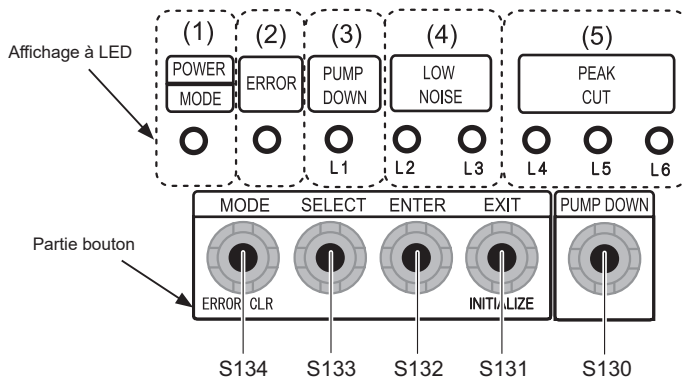 (1) (2) (3) (4) (5)
Affichage à LED
POWER
MODE
ERROR
PUMP
DOWN
LOW
NOISE
PEAK
CUT
L1 L2 L3 L4 L5 L6
MODE SELECT ENTER EXIT PUMP DOWN
Partie bouton
ERROR CLR INITIALIZE
S134 S133 S132 S131 S130